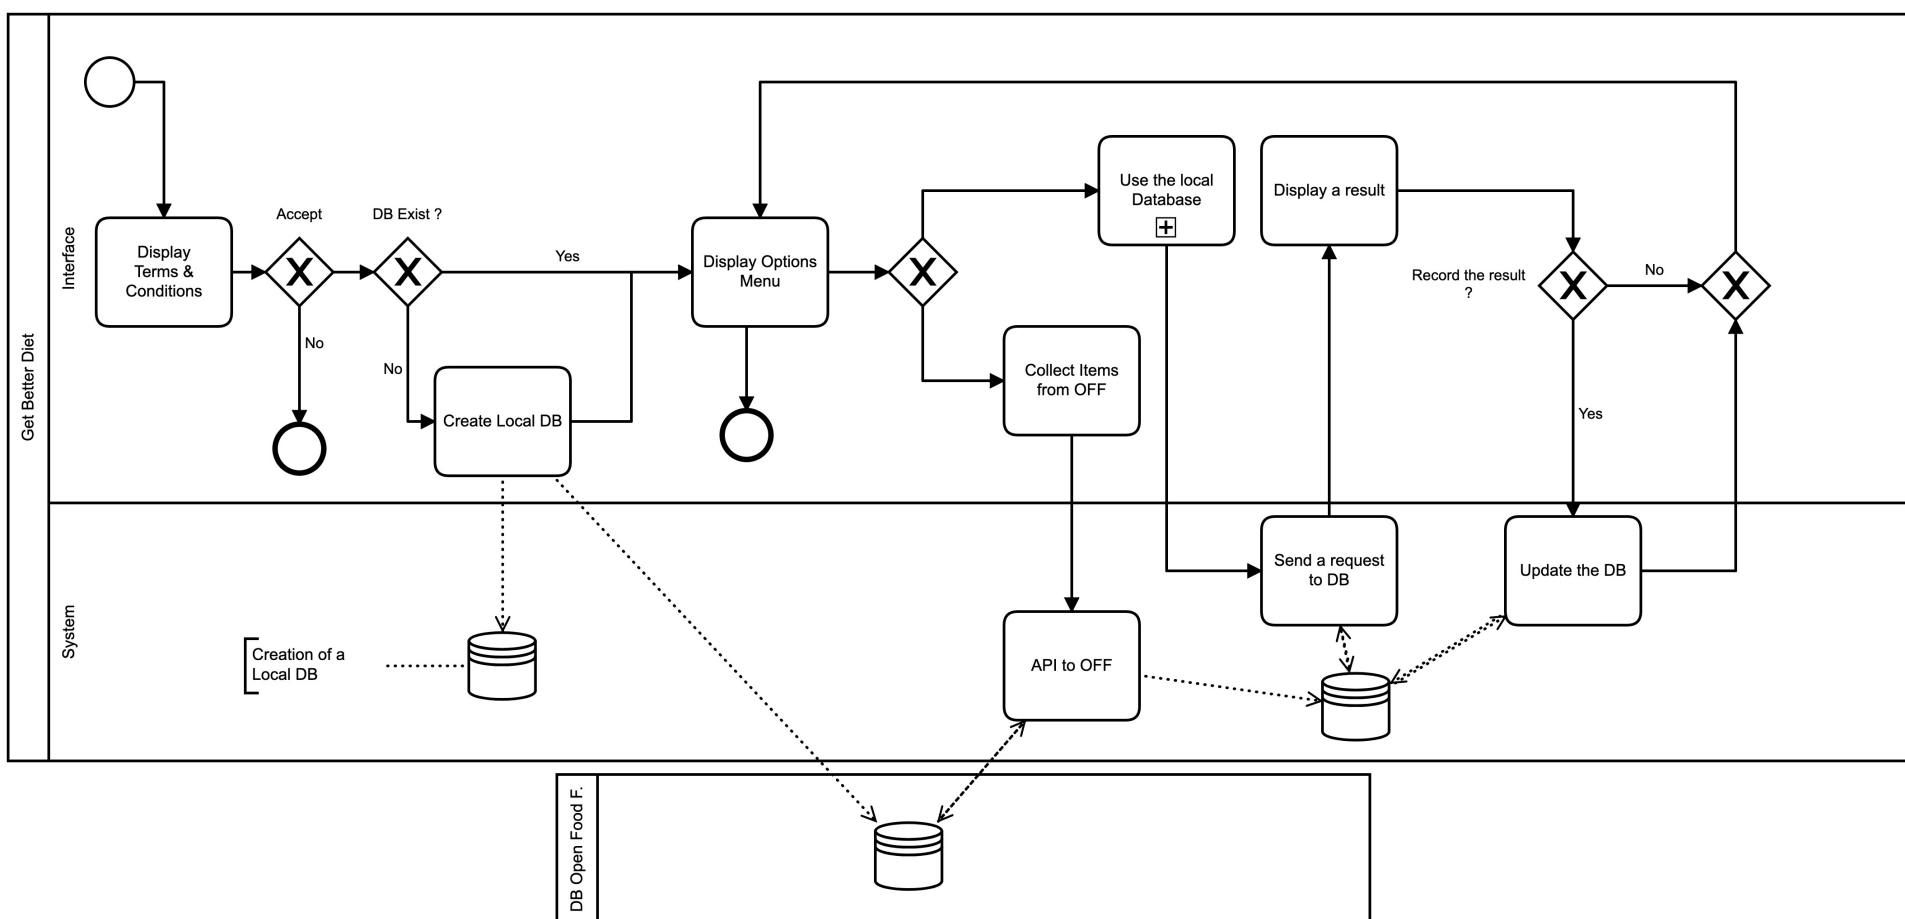 Get Better Diet
Interface
Display
Terms &
Conditions
Accept
No
DB Exist ?
Yes
No
Create Local DB
Display Options
Menu
Use the local
Database
Collect Items
from OFF
Display a result
Record the result
?
No
Yes
System
Creation of a
Local DB
API to OFF
Send a request
to DB
Update the DB
DB Open Food F.